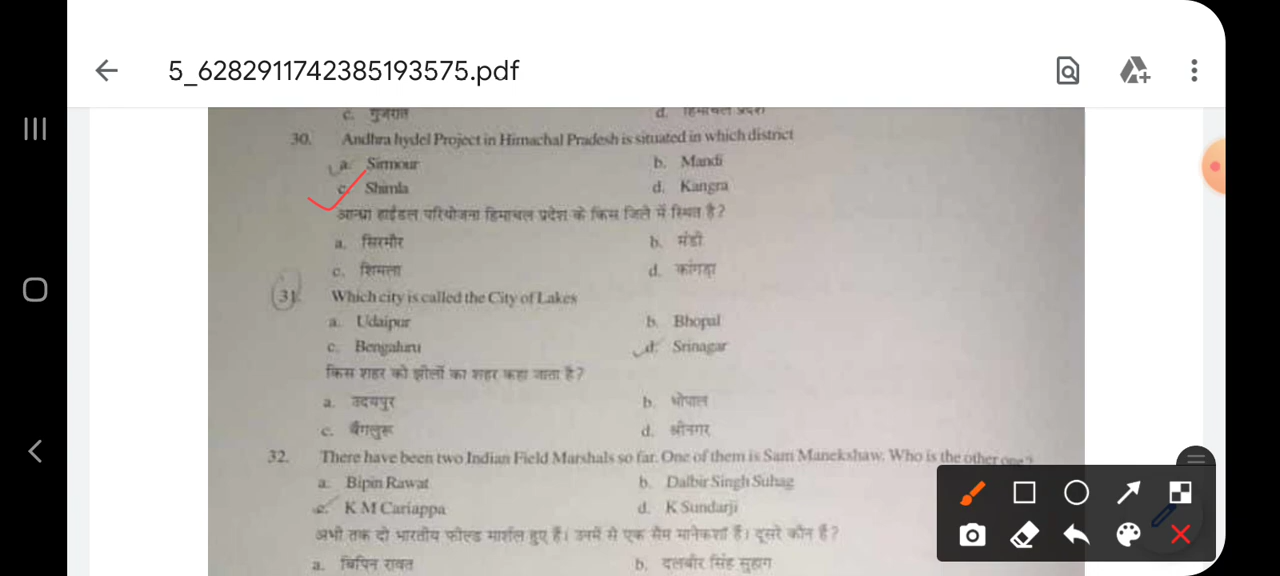 5_6282911742385193575.pdf
c. गुजरात d. हिमाचल प्रदेश
30. Andhra hydel Project in Himachal Pradesh is situated in which district
a. Sirmour b. Mandi
c. Shimla d. Kangra
आन्ध्रा हाईडल परियोजना हिमाचल प्रदेश के किस जिले में स्थित है?
a. सिरमौर b. मंडी
c. शिमला d. कांगड़ा
31. Which city is called the City of Lakes
a. Udaipur b. Bhopal
c. Bengaluru d. Srinagar
किस शहर को झीलों का शहर कहा जाता है?
a. उदयपुर b. भोपाल
c. बैंगलुरू d. श्रीनगर
32. There have been two Indian Field Marshals so far. One of them is Sam Manekshaw. Who is the other one?
a. Bipin Rawat b. Dalbir Singh Suhag
c. K M Cariappa d. K Sundarji
अभी तक दो भारतीय फील्ड मार्शल हुए हैं। उनमें से एक सैम मानेकशॉ हैं। दूसरे कौन हैं?
a. बिपिन रावत b. दलबीर सिंह सुहाग